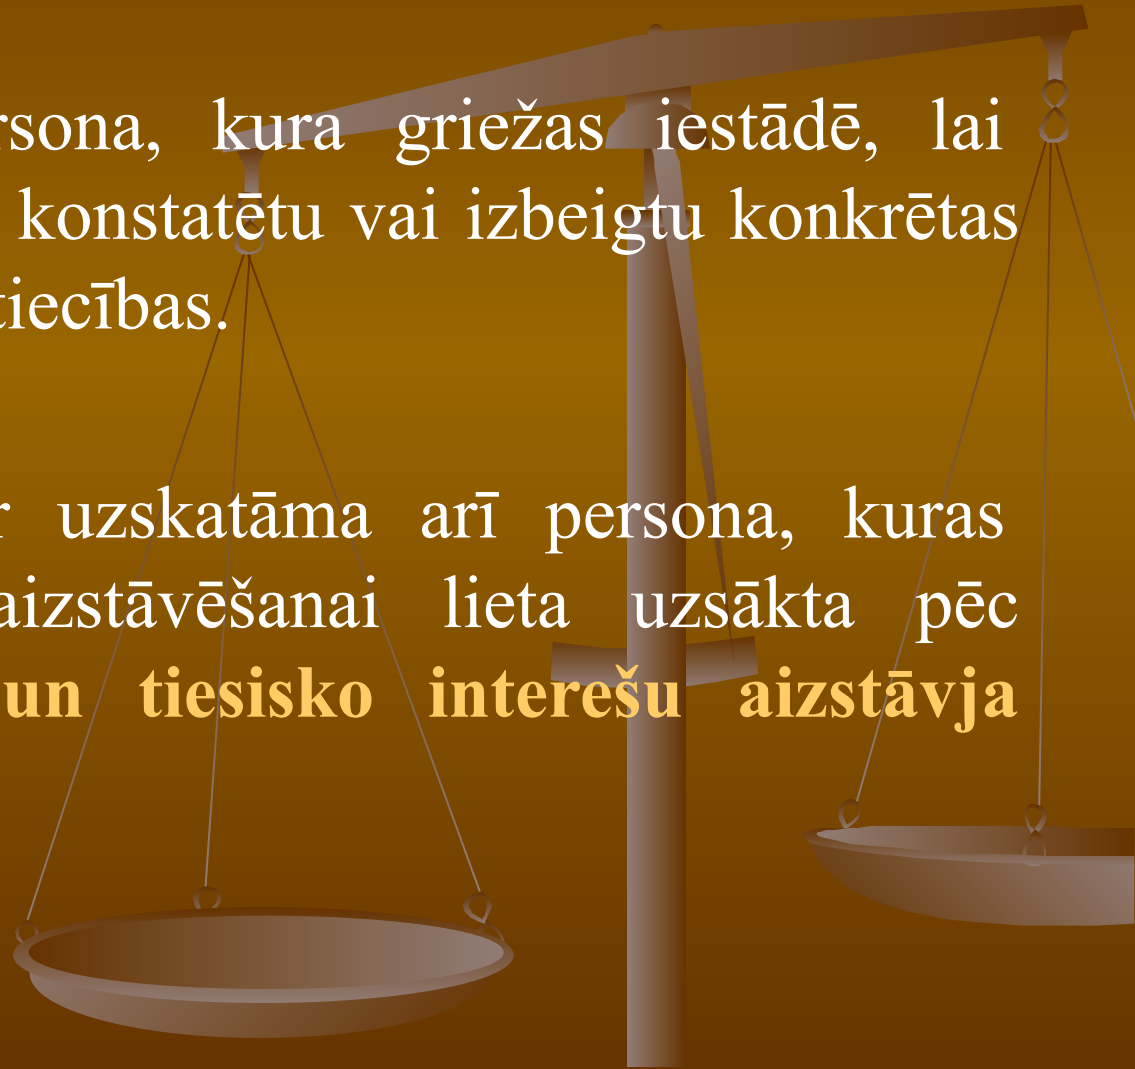 rsona, kura griežas iestādē, lai
konstatētu vai izbeigtu konkrētas
tiecības.
r uzskatāma arī persona, kuras
aizstāvēšanai lieta uzsākta pēc
un tiesisko interešu aizstāvja